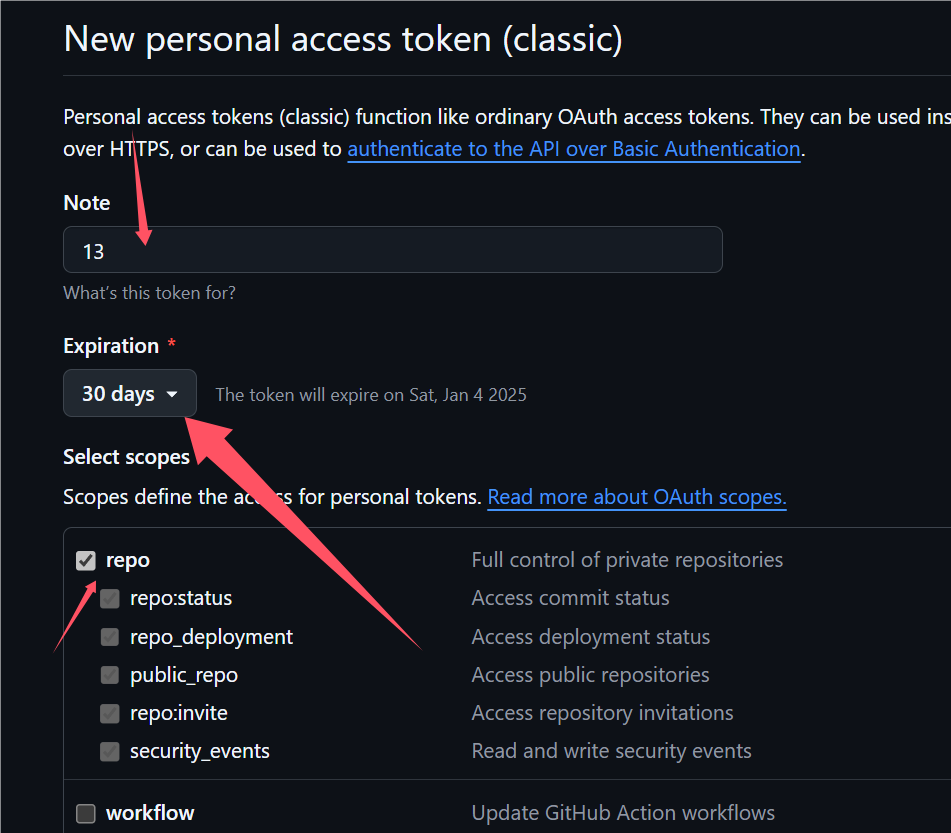 New personal access token (classic)
Personal access tokens (classic) function like ordinary OAuth access tokens. They can be used ins
over HTTPS, or can be used to authenticate to the API over Basic Authentication.
Note
13
What's this token for?
Expiration *
30 days The token will expire on Sat, Jan 4 2025
Select scopes
Scopes define the access for personal tokens. Read more about OAuth scopes.
repo Full control of private repositories
repo:status Access commit status
repo_deployment Access deployment status
public_repo Access public repositories
repo:invite Access repository invitations
security_events Read and write security events
workflow Update GitHub Action workflows